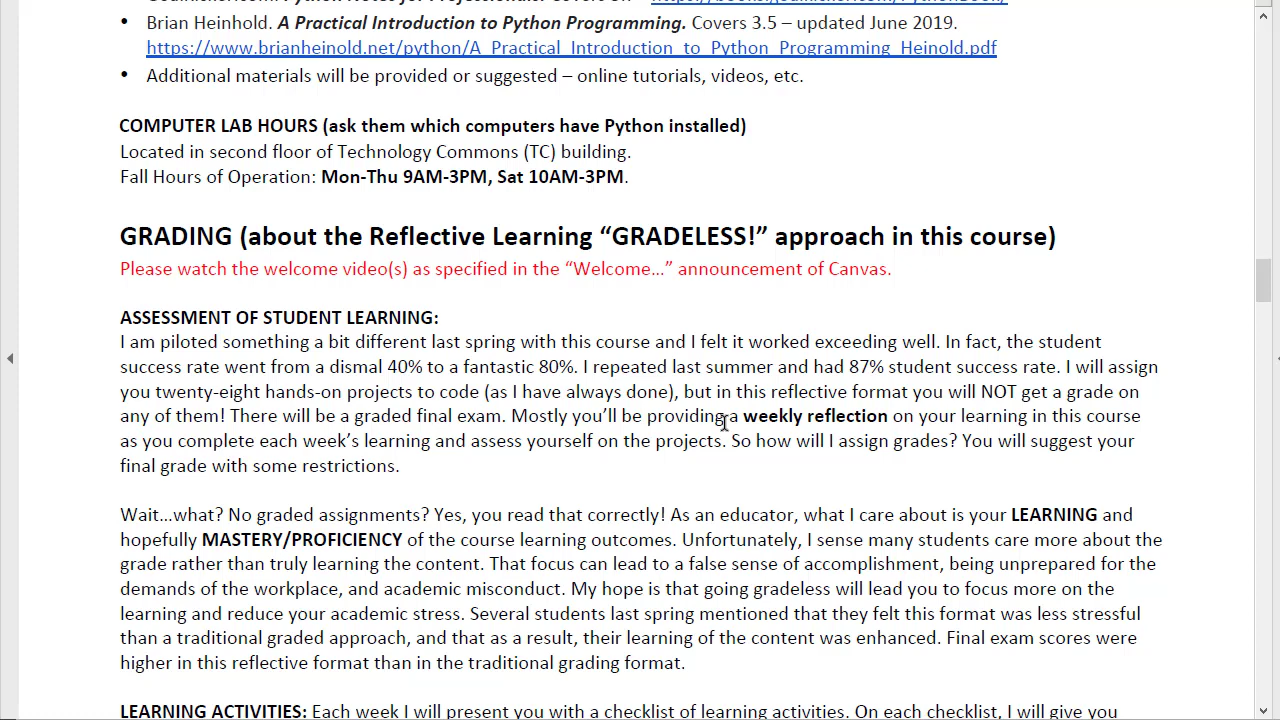 • Brian Heinhold. A Practical Introduction to Python Programming. Covers 3.5 – updated June 2019.
https://www.brianheinold.net/python/A_Practical_Introduction_to_Python_Programming_Heinold.pdf
• Additional materials will be provided or suggested – online tutorials, videos, etc.
COMPUTER LAB HOURS (ask them which computers have Python installed)
Located in second floor of Technology Commons (TC) building.
Fall Hours of Operation: Mon-Thu 9AM-3PM, Sat 10AM-3PM.
GRADING (about the Reflective Learning “GRADELESS!” approach in this course)
Please watch the welcome video(s) as specified in the “Welcome…” announcement of Canvas.
ASSESSMENT OF STUDENT LEARNING:
I am piloted something a bit different last spring with this course and I felt it worked exceeding well. In fact, the student
success rate went from a dismal 40% to a fantastic 80%. I repeated last summer and had 87% student success rate. I will assign
you twenty-eight hands-on projects to code (as I have always done), but in this reflective format you will NOT get a grade on
any of them! There will be a graded final exam. Mostly you’ll be providing a weekly reflection on your learning in this course
as you complete each week’s learning and assess yourself on the projects. So how will I assign grades? You will suggest your
final grade with some restrictions.
Wait…what? No graded assignments? Yes, you read that correctly! As an educator, what I care about is your LEARNING and
hopefully MASTERY/PROFICIENCY of the course learning outcomes. Unfortunately, I sense many students care more about the
grade rather than truly learning the content. That focus can lead to a false sense of accomplishment, being unprepared for the
demands of the workplace, and academic misconduct. My hope is that going gradeless will lead you to focus more on the
learning and reduce your academic stress. Several students last spring mentioned that they felt this format was less stressful
than a traditional graded approach, and that as a result, their learning of the content was enhanced. Final exam scores were
higher in this reflective format than in the traditional grading format.
LEARNING ACTIVITIES: Each week I will present you with a checklist of learning activities. On each checklist, I will give you